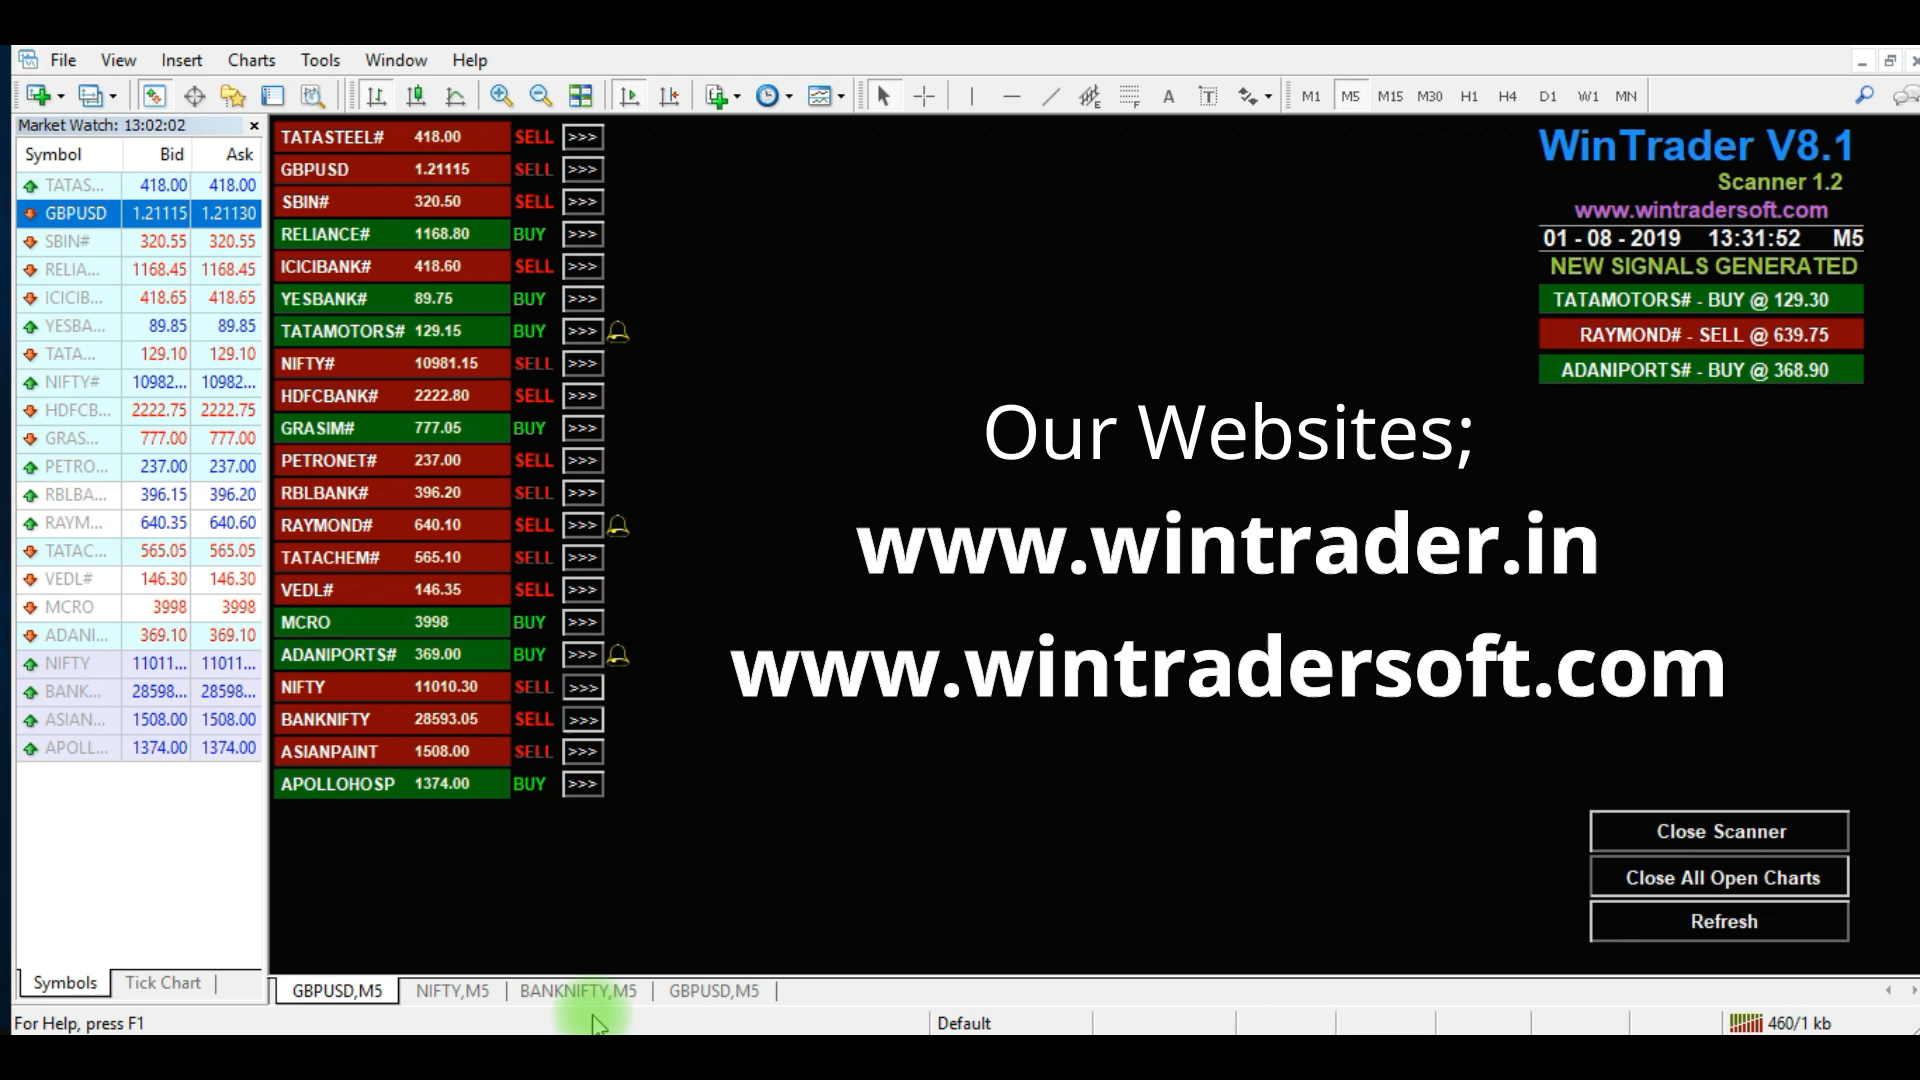 File View Insert Charts Tools Window Help
M1 M5 M15 M30 H1 H4 D1 W1 MN
Market Watch: 13:02:02
Symbol Bid Ask
TATAS... 418.00 418.00
GBPUSD 1.21115 1.21130
SBIN# 320.55 320.55
RELIA... 1168.45 1168.45
ICICIB... 418.65 418.65
YESBA... 89.85 89.85
TATA... 129.10 129.10
NIFTY# 10982... 10982...
HDFCB... 2222.75 2222.75
GRAS... 777.00 777.00
PETRO... 237.00 237.00
RBLBA... 396.15 396.20
RAYM... 640.35 640.60
TATAC... 565.05 565.05
VEDL# 146.30 146.30
MCRO 3998 3998
ADANI... 369.10 369.10
NIFTY 11011... 11011...
BANK... 28598... 28598...
ASIAN... 1508.00 1508.00
APOLL... 1374.00 1374.00
Symbols Tick Chart
TATASTEEL# 418.00 SELL >>>
GBPUSD 1.21115 SELL >>>
SBIN# 320.50 SELL >>>
RELIANCE# 1168.80 BUY >>>
ICICIBANK# 418.60 SELL >>>
YESBANK# 89.75 BUY >>>
TATAMOTORS# 129.15 BUY >>>
NIFTY# 10981.15 SELL >>>
HDFCBANK# 2222.80 SELL >>>
GRASIM# 777.05 BUY >>>
PETRONET# 237.00 SELL >>>
RBLBANK# 396.20 SELL >>>
RAYMOND# 640.10 SELL >>>
TATACHEM# 565.10 SELL >>>
VEDL# 146.35 SELL >>>
MCRO 3998 BUY >>>
ADANIPORTS# 369.00 BUY >>>
NIFTY 11010.30 SELL >>>
BANKNIFTY 28593.05 SELL >>>
ASIANPAINT 1508.00 SELL >>>
APOLLOHOSP 1374.00 BUY >>>
WinTrader V8.1
Scanner 1.2
www.wintradersoft.com
01 - 08 - 2019 13:31:52 M5
NEW SIGNALS GENERATED
TATAMOTORS# - BUY @ 129.30
RAYMOND# - SELL @ 639.75
ADANIPORTS# - BUY @ 368.90
Our Websites;
www.wintrader.in
www.wintradersoft.com
Close Scanner
Close All Open Charts
Refresh
GBPUSD,M5 NIFTY,M5 BANKNIFTY,M5 GBPUSD,M5
For Help, press F1 Default 460/1 kb